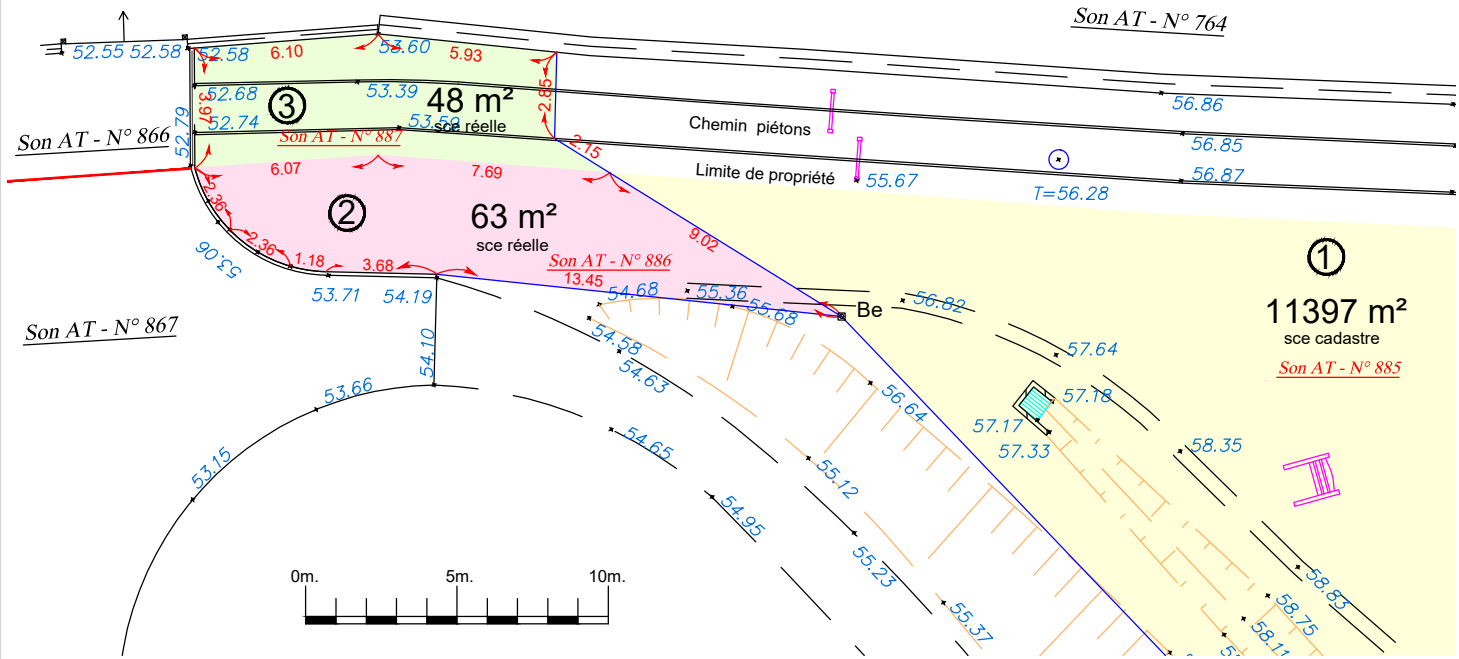 Son AT - N° 764
52.55 52.58 52.58
6.10
53.60
5.93
52.68
53.39
3.97
3
48 m²
sce réelle
2.85
56.86
52.79
52.74
53.59
Chemin piétons
Son AT - N° 866
Son AT - N° 887
2.15
56.85
6.07
7.69
Limite de propriété
55.67
T=56.28
56.87
2.36
2
63 m²
sce réelle
9.02
2.36
1.18
3.68
53.06
Son AT - N° 886
13.45
1
53.71
54.19
54.68
55.36
55.68
Be
56.82
11397 m²
sce cadastre
Son AT - N° 867
54.10
54.58
54.63
57.64
Son AT - N° 885
53.66
56.64
57.18
57.17
57.33
54.65
53.15
55.12
58.35
54.95
55.23
0m.
5m.
10m.
55.37
58.83
58.75
58.11